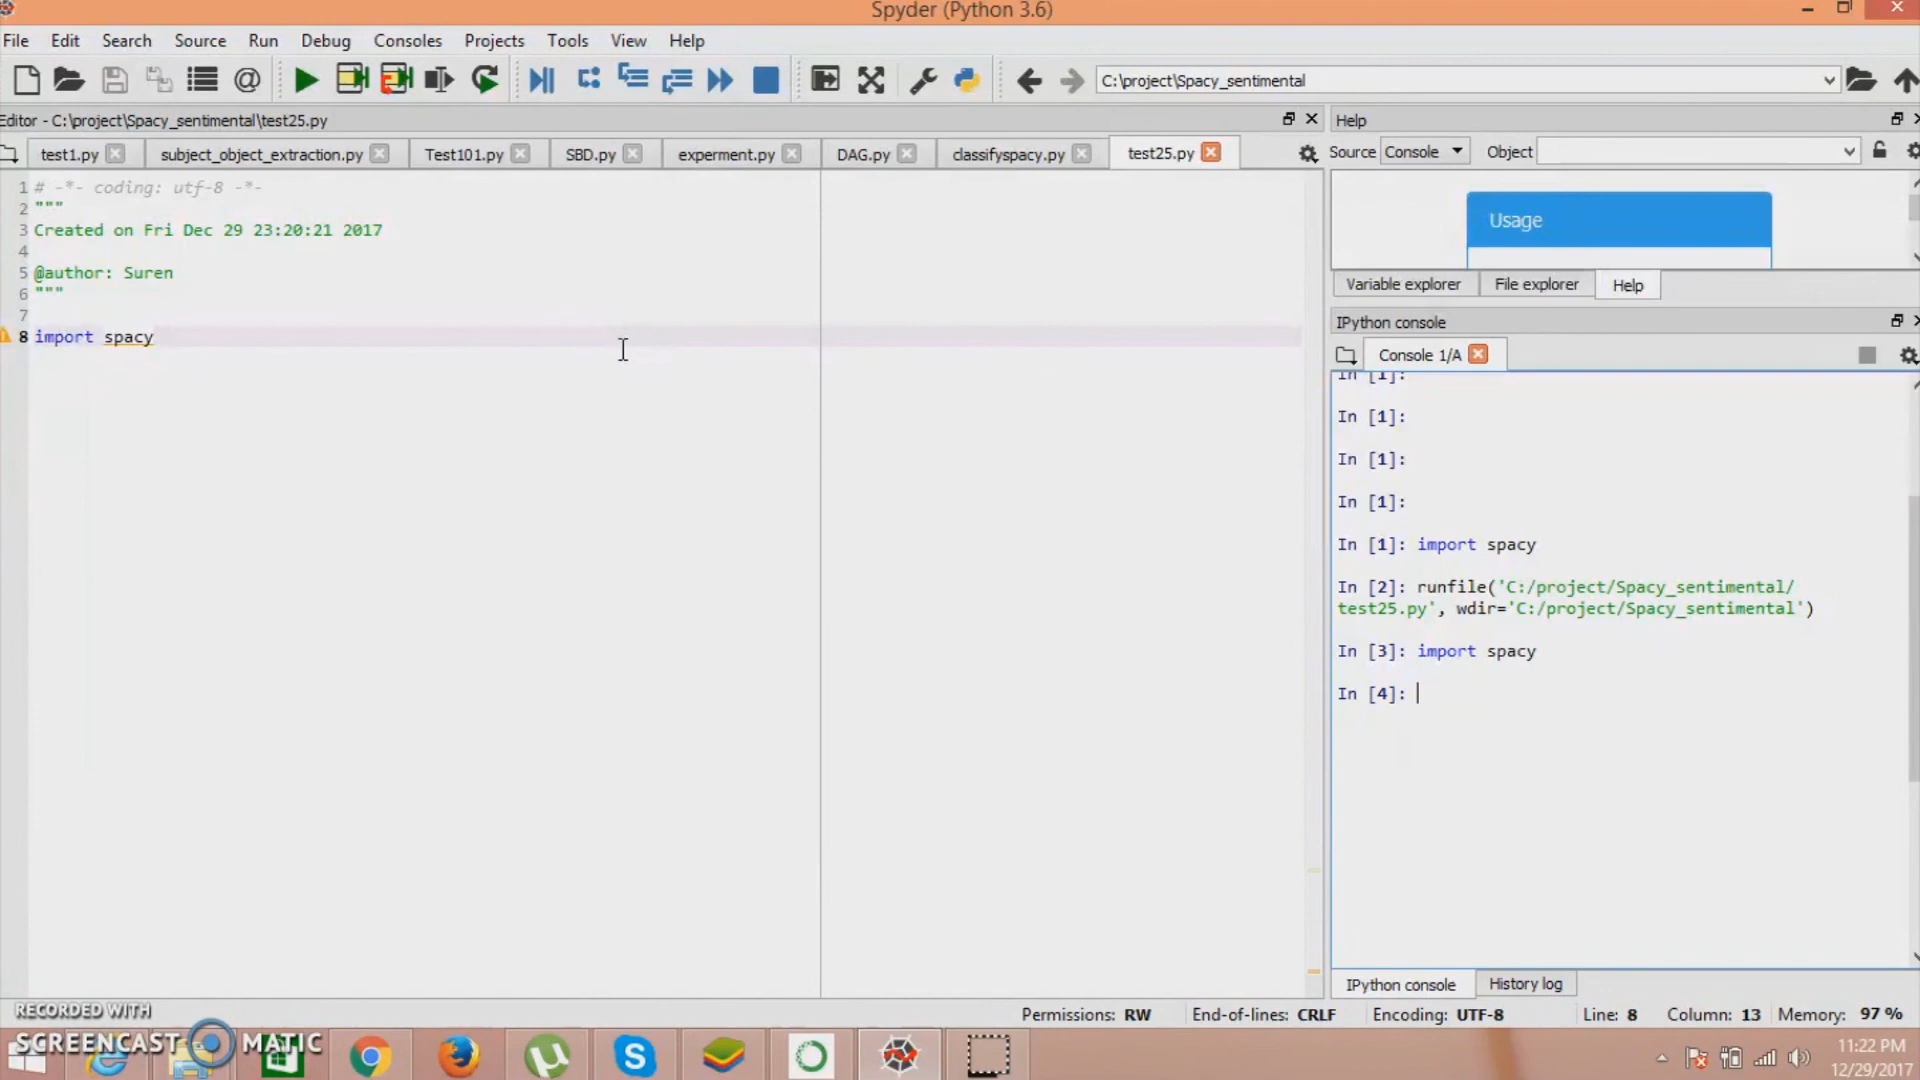 Spyder (Python 3.6)
File Edit Search Source Run Debug Consoles Projects Tools View Help
C:\project\Spacy_sentimental
Editor - C:\project\Spacy_sentimental\test25.py
test1.py subject_object_extraction.py Test101.py SBD.py experment.py DAG.py classifyspacy.py test25.py
1 # -*- coding: utf-8 -*-
2 """
3 Created on Fri Dec 29 23:20:21 2017
4
5 @author: Suren
6 """
7
8 import spacy
Help
Source Console Object
Usage
Variable explorer File explorer Help
IPython console
Console 1/A
In [1]:
In [1]:
In [1]:
In [1]:
In [1]: import spacy
In [2]: runfile('C:/project/Spacy_sentimental/
test25.py', wdir='C:/project/Spacy_sentimental')
In [3]: import spacy
In [4]:
IPython console History log
Permissions: RW End-of-lines: CRLF Encoding: UTF-8 Line: 8 Column: 13 Memory: 97 %
RECORDED WITH
SCREENCAST MATIC
11:22 PM
12/29/2017